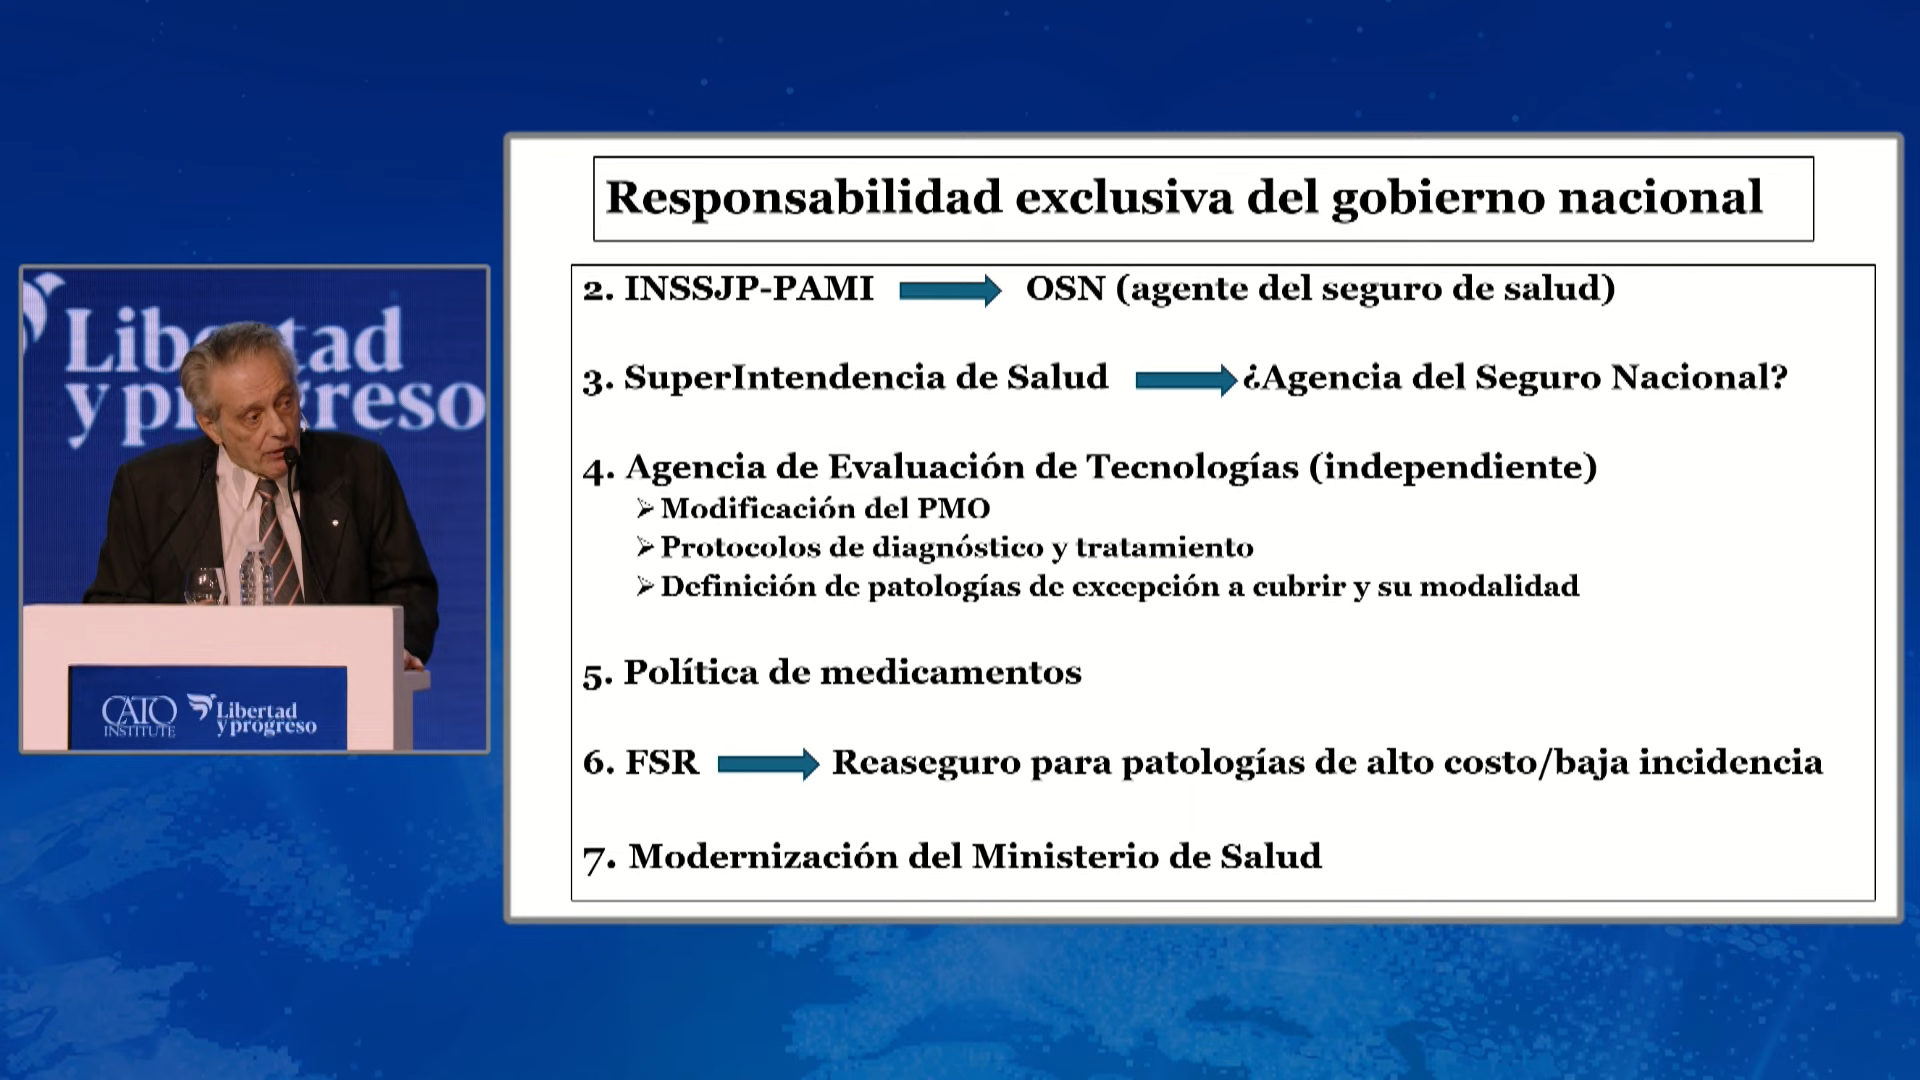 Responsabilidad exclusiva del gobierno nacional
2. INSSJP-PAMI OSN (agente del seguro de salud)
3. SuperIntendencia de Salud ¿Agencia del Seguro Nacional?
4. Agencia de Evaluación de Tecnologías (independiente)
Modificación del PMO
Protocolos de diagnóstico y tratamiento
Definición de patologías de excepción a cubrir y su modalidad
5. Política de medicamentos
6. FSR Reaseguro para patologías de alto costo/baja incidencia
7. Modernización del Ministerio de Salud
CATO
INSTITUTE
Libertad
y progreso